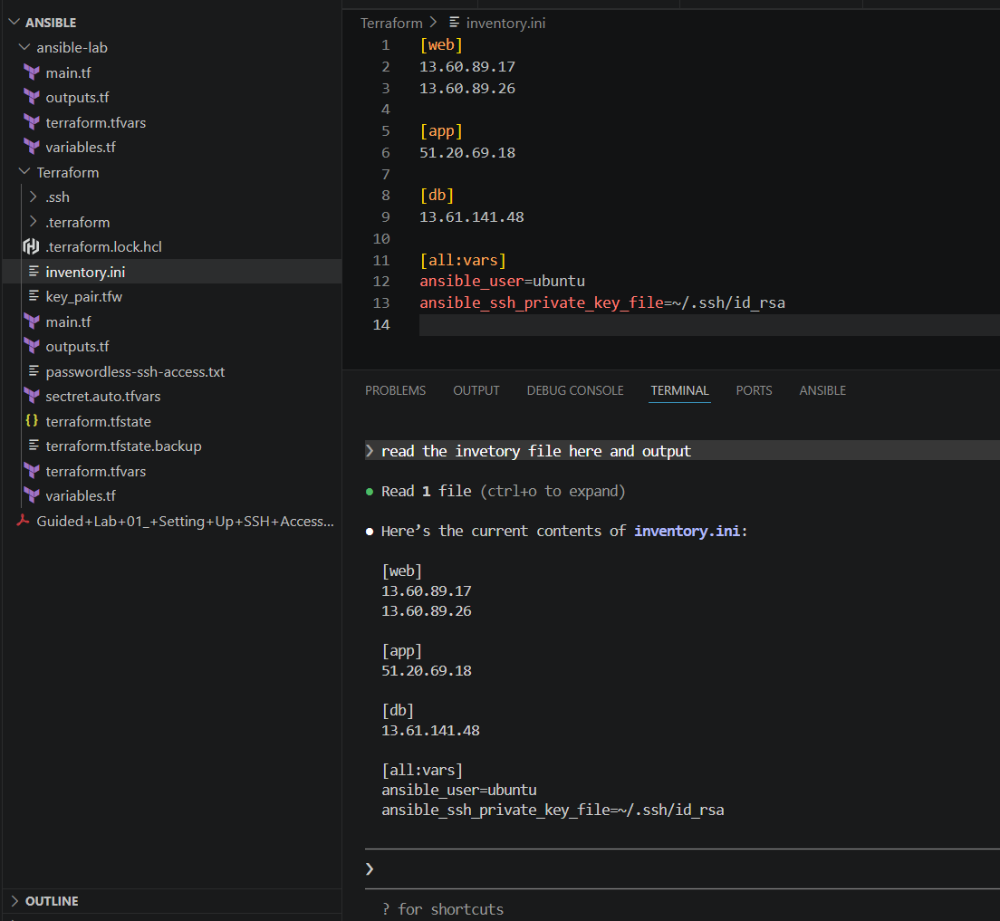 ANSIBLE
ansible-lab
main.tf
outputs.tf
terraform.tfvars
variables.tf
Terraform
.ssh
.terraform
.terraform.lock.hcl
inventory.ini
key_pair.tfw
main.tf
outputs.tf
passwordless-ssh-access.txt
sectret.auto.tfvars
terraform.tfstate
terraform.tfstate.backup
terraform.tfvars
variables.tf
Guided+Lab+01_+Setting+Up+SSH+Access...
OUTLINE
Terraform > inventory.ini
1 [web]
2 13.60.89.17
3 13.60.89.26
4
5 [app]
6 51.20.69.18
7
8 [db]
9 13.61.141.48
10
11 [all:vars]
12 ansible_user=ubuntu
13 ansible_ssh_private_key_file=~/.ssh/id_rsa
14
PROBLEMS OUTPUT DEBUG CONSOLE TERMINAL PORTS ANSIBLE
❯ read the invetory file here and output
● Read 1 file (ctrl+o to expand)
● Here’s the current contents of inventory.ini:
[web]
13.60.89.17
13.60.89.26
[app]
51.20.69.18
[db]
13.61.141.48
[all:vars]
ansible_user=ubuntu
ansible_ssh_private_key_file=~/.ssh/id_rsa
❯
? for shortcuts